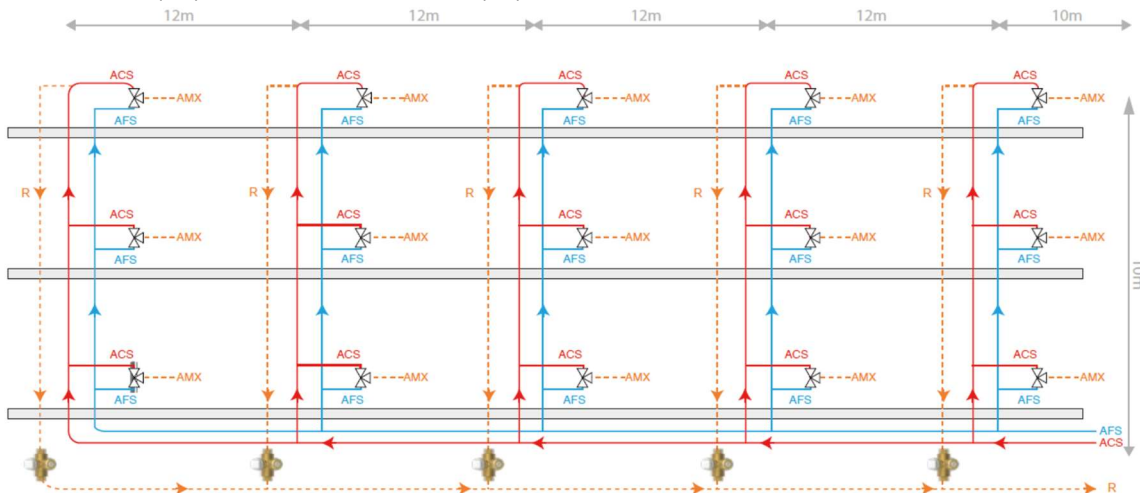 12m 12m 12m 12m 10m
ACS ACS ACS ACS ACS
AMX AMX AMX AMX AMX
AFS AFS AFS AFS AFS
R R R R R
ACS ACS ACS ACS ACS
AMX AMX AMX AMX AMX
AFS AFS AFS AFS AFS
10m
ACS ACS ACS ACS ACS
AMX AMX AMX AMX AMX
AFS AFS AFS AFS AFS
AFS
ACS
R